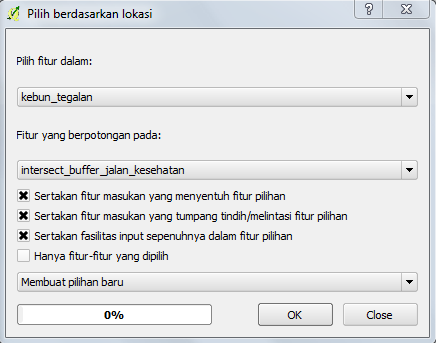 Pilih berdasarkan lokasi
Pilih fitur dalam:
kebun_tegalan
Fitur yang berpotongan pada:
intersect_buffer_jalan_kesehatan
Sertakan fitur masukan yang menyentuh fitur pilihan
Sertakan fitur masukan yang tumpang tindih/melintasi fitur pilihan
Sertakan fasilitas input sepenuhnya dalam fitur pilihan
Hanya fitur-fitur yang dipilih
Membuat pilihan baru
0% OK Close